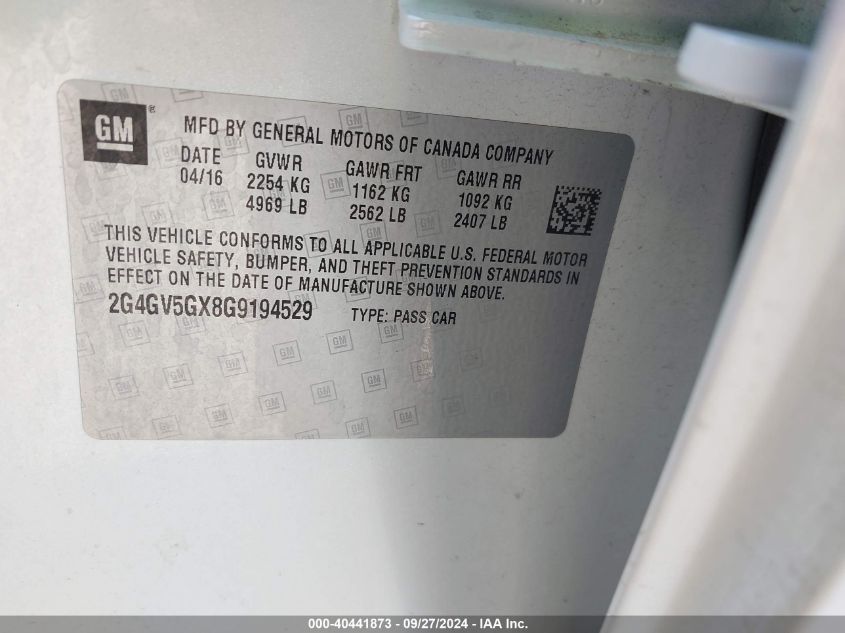 GM ®
MFD BY GENERAL MOTORS OF CANADA COMPANY
DATE GVWR GAWR FRT GAWR RR
04/16 2254 KG 1162 KG 1092 KG
4969 LB 2562 LB 2407 LB
THIS VEHICLE CONFORMS TO ALL APPLICABLE U.S. FEDERAL MOTOR
VEHICLE SAFETY, BUMPER, AND THEFT PREVENTION STANDARDS IN
EFFECT ON THE DATE OF MANUFACTURE SHOWN ABOVE.
2G4GV5GX8G9194529 TYPE: PASS CAR
000-40441873 - 09/27/2024 - IAA Inc.